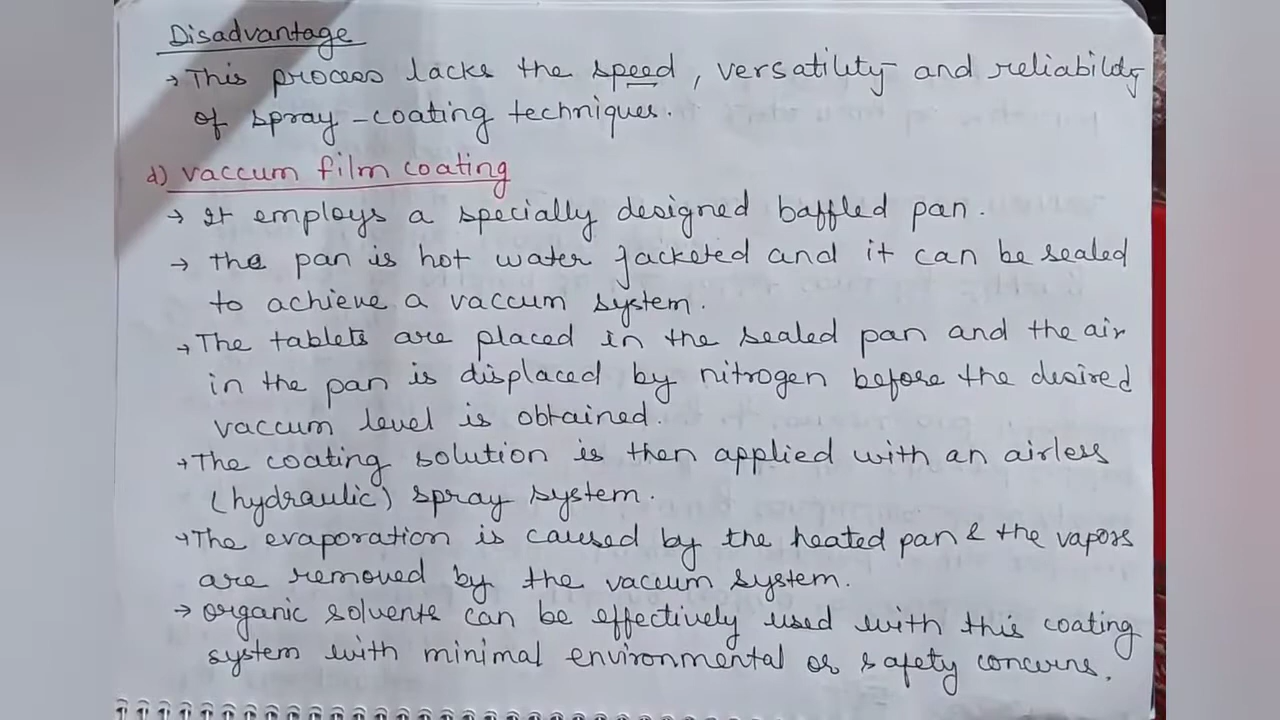 Disadvantage
→ This process lacks the speed, versatility and reliability
of spray-coating techniques.
d) vaccum film coating
→ It employs a specially designed baffled pan.
→ the pan is hot water jacketed and it can be sealed
to achieve a vaccum system.
→ The tablets are placed in the sealed pan and the air
in the pan is displaced by nitrogen before the desired
vaccum level is obtained.
→ The coating solution is then applied with an airless
(hydraulic) spray system.
→ The evaporation is caused by the heated pan & the vapors
are removed by the vaccum system.
→ organic solvents can be effectively used with this coating
system with minimal environmental or safety concerns.